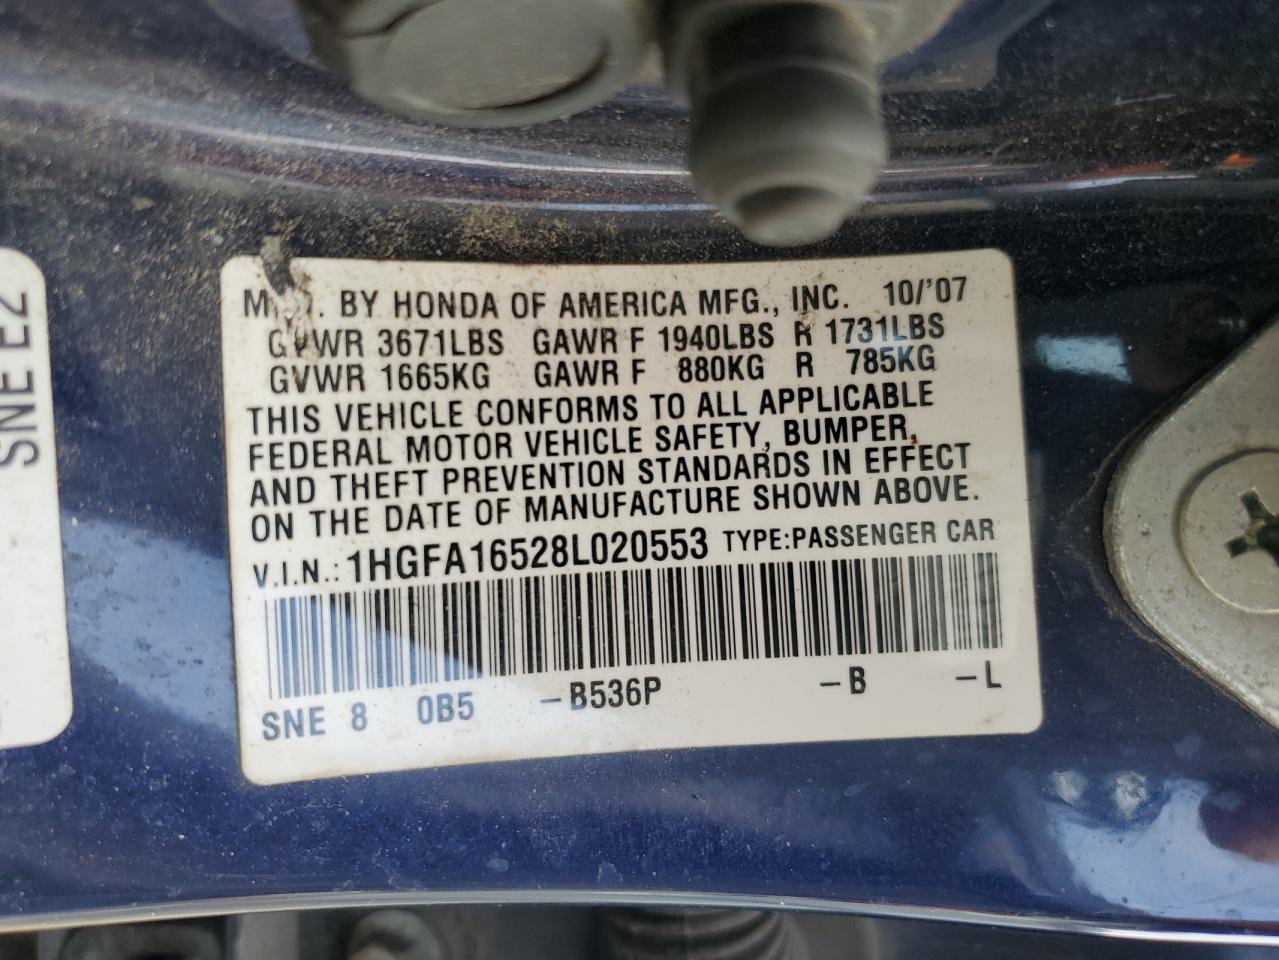 SNE E2
BY HONDA OF AMERICA MFG., INC. 10/'07
GVWR 3671LBS GAWR F 1940LBS R 1731LBS
GVWR 1665KG GAWR F 880KG R 785KG
THIS VEHICLE CONFORMS TO ALL APPLICABLE
FEDERAL MOTOR VEHICLE SAFETY, BUMPER,
AND THEFT PREVENTION STANDARDS IN EFFECT
ON THE DATE OF MANUFACTURE SHOWN ABOVE.
V.I.N.: 1HGFA16528L020553 TYPE:PASSENGER CAR
SNE 8 0B5 -B536P -B -L